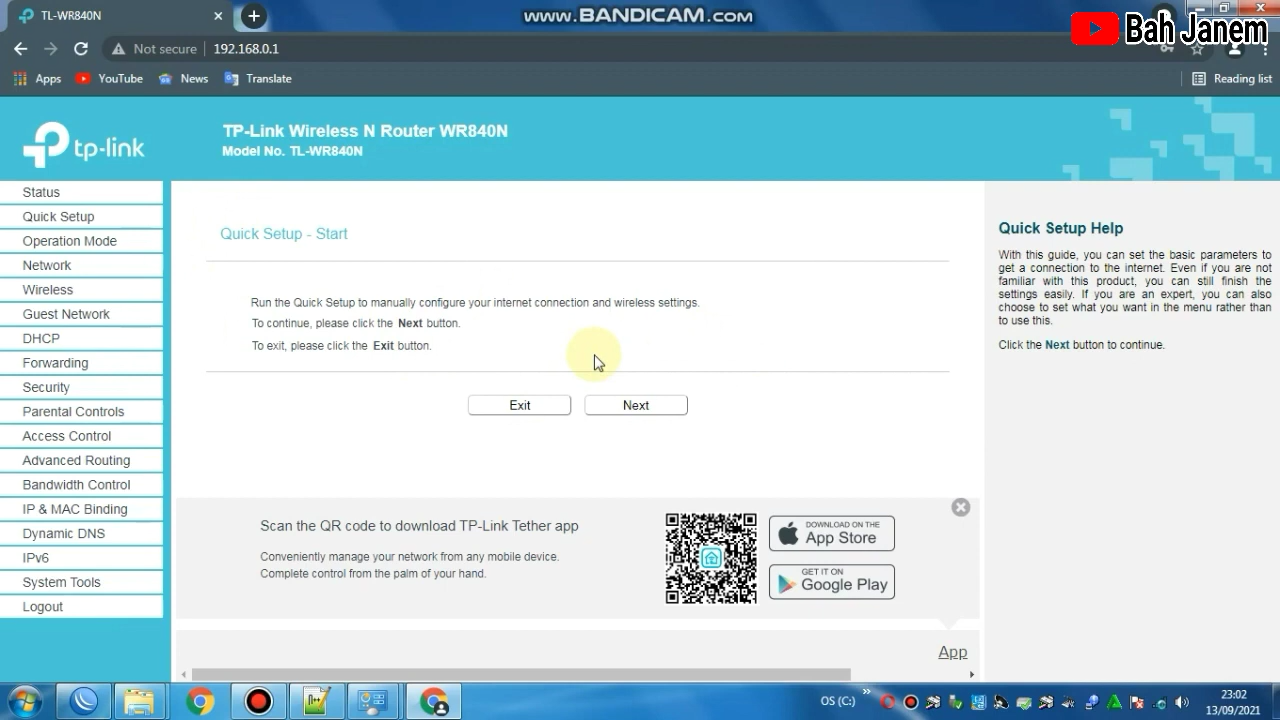 TL-WR840N
WWW.BANDICAM.COM
Bah Janem
Not secure
192.168.0.1
Apps
YouTube
News
Translate
Reading list
tp-link
TP-Link Wireless N Router WR840N
Model No. TL-WR840N
Status
Quick Setup
Operation Mode
Network
Wireless
Guest Network
DHCP
Forwarding
Security
Parental Controls
Access Control
Advanced Routing
Bandwidth Control
IP & MAC Binding
Dynamic DNS
IPv6
System Tools
Logout
Quick Setup - Start
Run the Quick Setup to manually configure your internet connection and wireless settings.
To continue, please click the Next button.
To exit, please click the Exit button.
Exit
Next
Scan the QR code to download TP-Link Tether app
Conveniently manage your network from any mobile device.
Complete control from the palm of your hand.
DOWNLOAD ON THE
App Store
GET IT ON
Google Play
App
Quick Setup Help
With this guide, you can set the basic parameters to
get a connection to the internet. Even if you are not
familiar with this product, you can still finish the
settings easily. If you are an expert, you can also
choose to set what you want in the menu rather than
to use this.
Click the Next button to continue.
OS (C:)
23:02
13/09/2021